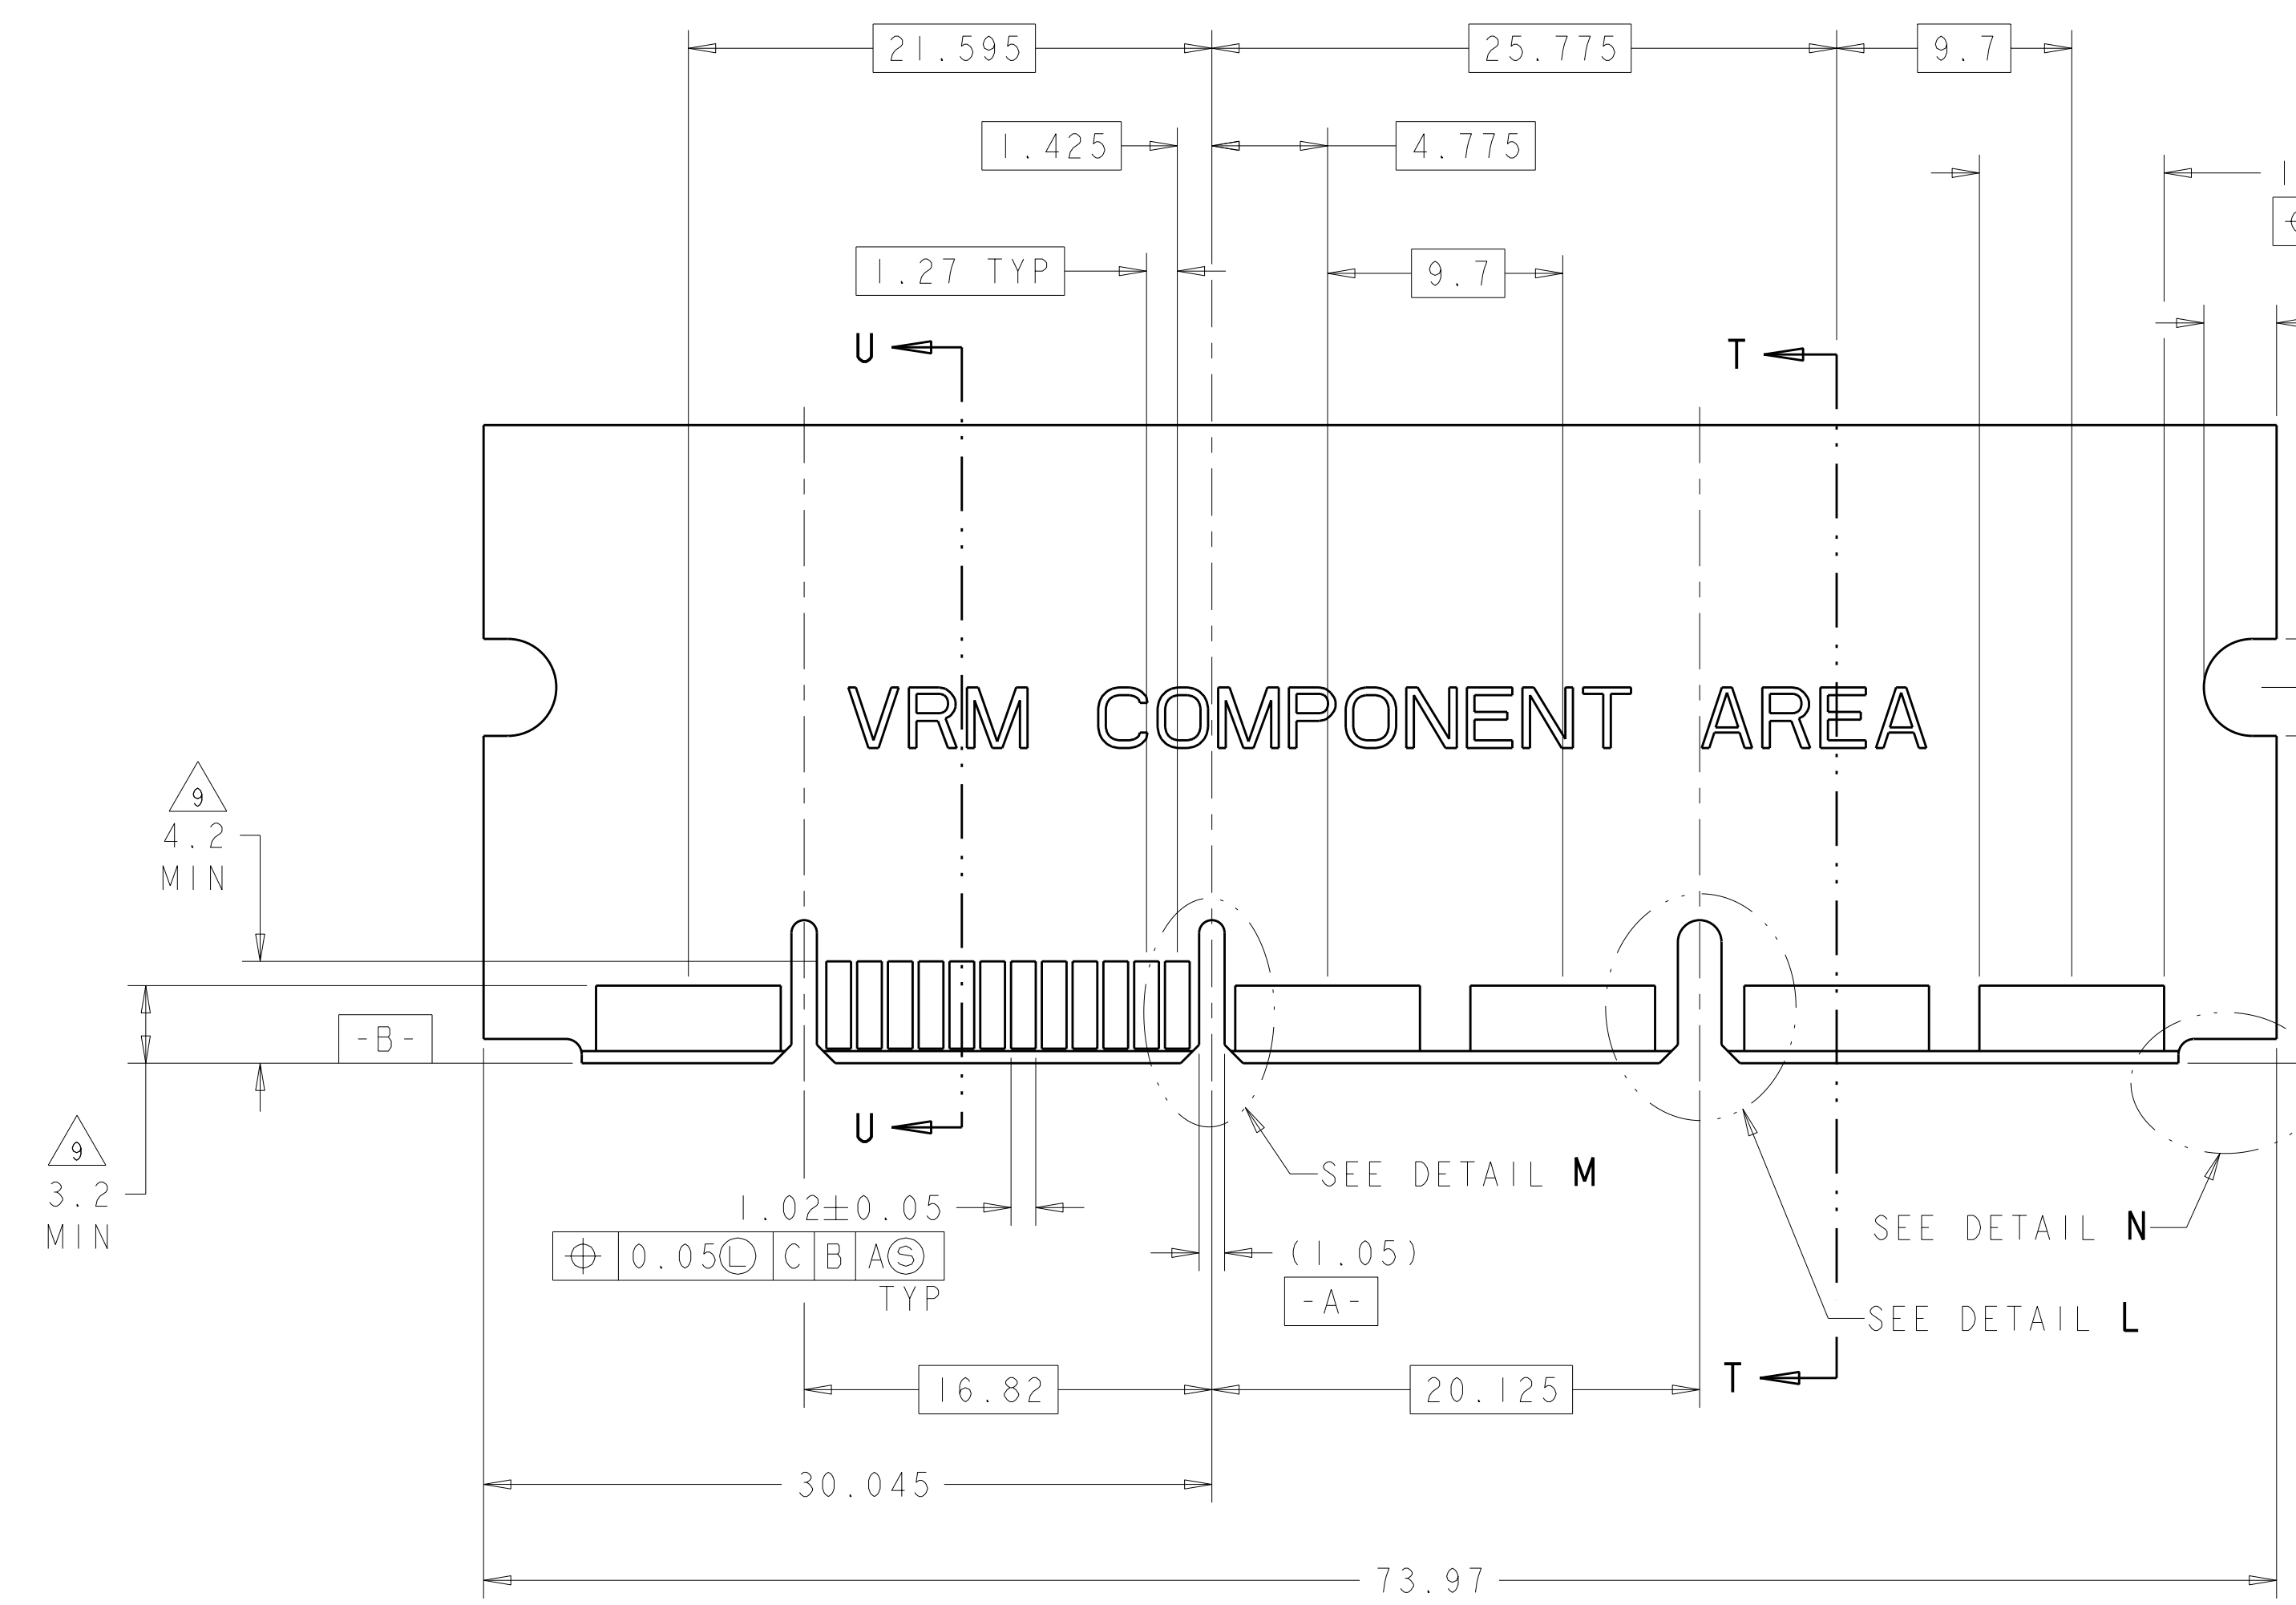 21.595
25.775
9.7
1.425
4.775
1
1.27 TYP
9.7
U
T
VRM COMPONENT AREA
9
4.2
MIN
-B-
9
3.2
MIN
U
SEE DETAIL M
1.02±0.05
0.05 L C B A S
TYP
(1.05)
-A-
SEE DETAIL N
SEE DETAIL L
T
16.82
20.125
30.045
73.97